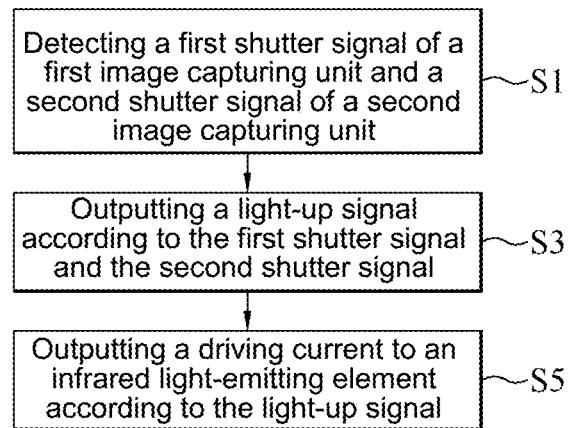 Detecting a first shutter signal of a
first image capturing unit and a
second shutter signal of a second
image capturing unit
S1
Outputting a light-up signal
according to the first shutter signal
and the second shutter signal
S3
Outputting a driving current to an
infrared light-emitting element
according to the light-up signal
S5